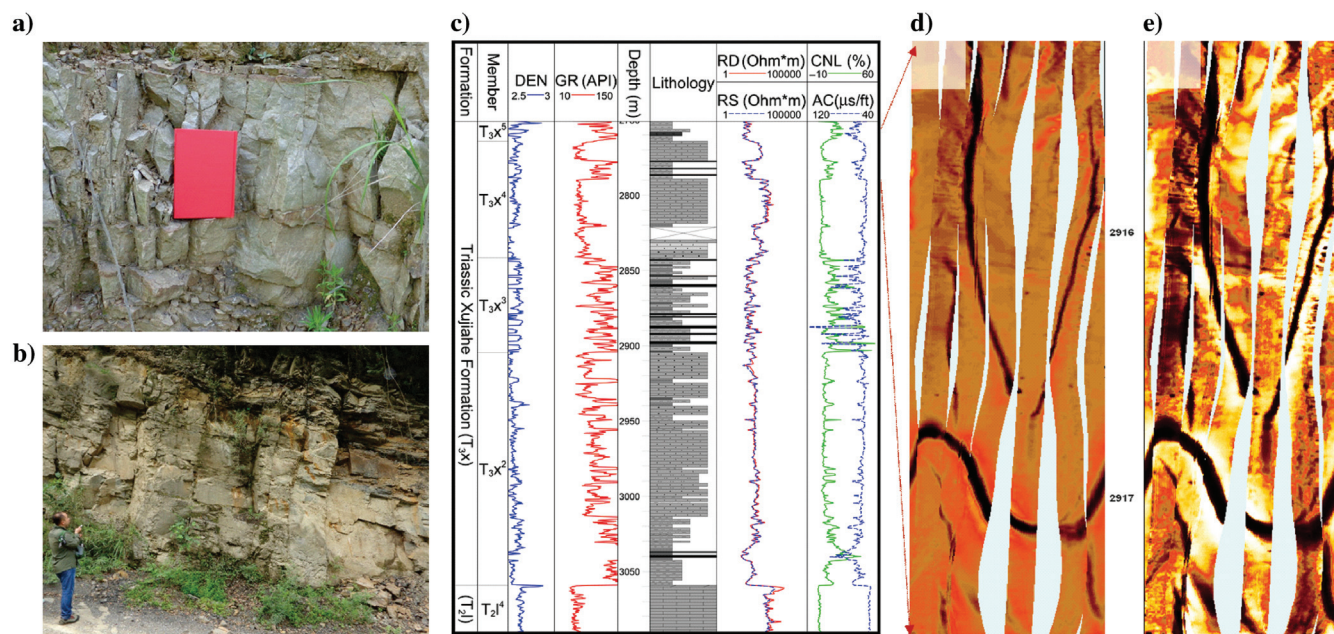 a)
b)
c)
d)
e)
Formation
Member
DEN
2.5 3
GR (API)
10 150
Depth (m)
Lithology
RD (Ohm*m)
1 100000
RS (Ohm*m)
1 100000
CNL (%)
–10 60
AC(μs/ft)
120 40
T₃X⁵
T₃X⁴
T₃X³
T₃X²
T₂l⁴
Triassic Xujiahe Formation (T₃X)
(T₂l)
2800
2850
2900
2950
3000
3050
2916
2917